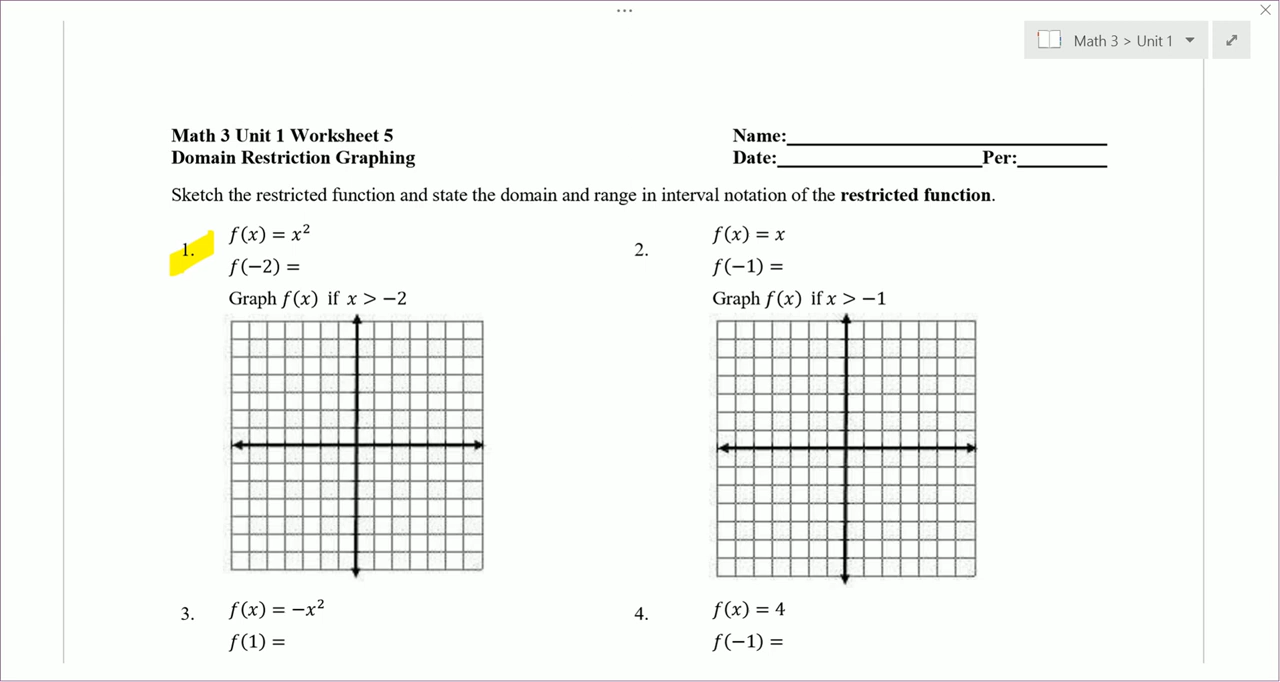 Math 3 > Unit 1
Math 3 Unit 1 Worksheet 5
Name:
Domain Restriction Graphing
Date: Per:
Sketch the restricted function and state the domain and range in interval notation of the restricted function.
1.
f(x) = x²
f(−2) =
Graph f(x) if x > −2
2.
f(x) = x
f(−1) =
Graph f(x) if x > −1
3.
f(x) = −x²
f(1) =
4.
f(x) = 4
f(−1) =